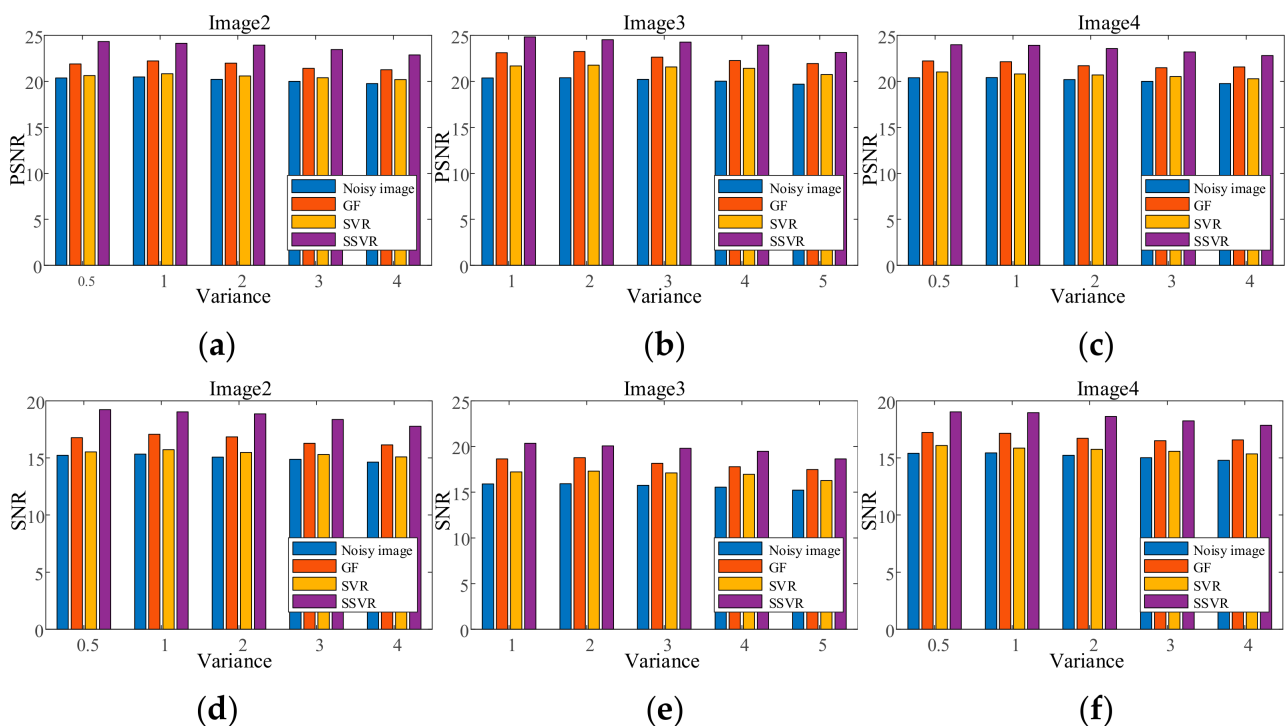 Image2
25
20
15
10
5
0
PSNR
Noisy image
GF
SVR
SSVR
0.5 1 2 3 4
Variance
(a)
Image3
25
20
15
10
5
0
PSNR
Noisy image
GF
SVR
SSVR
1 2 3 4 5
Variance
(b)
Image4
25
20
15
10
5
0
PSNR
Noisy image
GF
SVR
SSVR
0.5 1 2 3 4
Variance
(c)
Image2
20
15
10
5
0
SNR
Noisy image
GF
SVR
SSVR
0.5 1 2 3 4
Variance
(d)
Image3
25
20
15
10
5
0
SNR
Noisy image
GF
SVR
SSVR
1 2 3 4 5
Variance
(e)
Image4
20
15
10
5
0
SNR
Noisy image
GF
SVR
SSVR
0.5 1 2 3 4
Variance
(f)